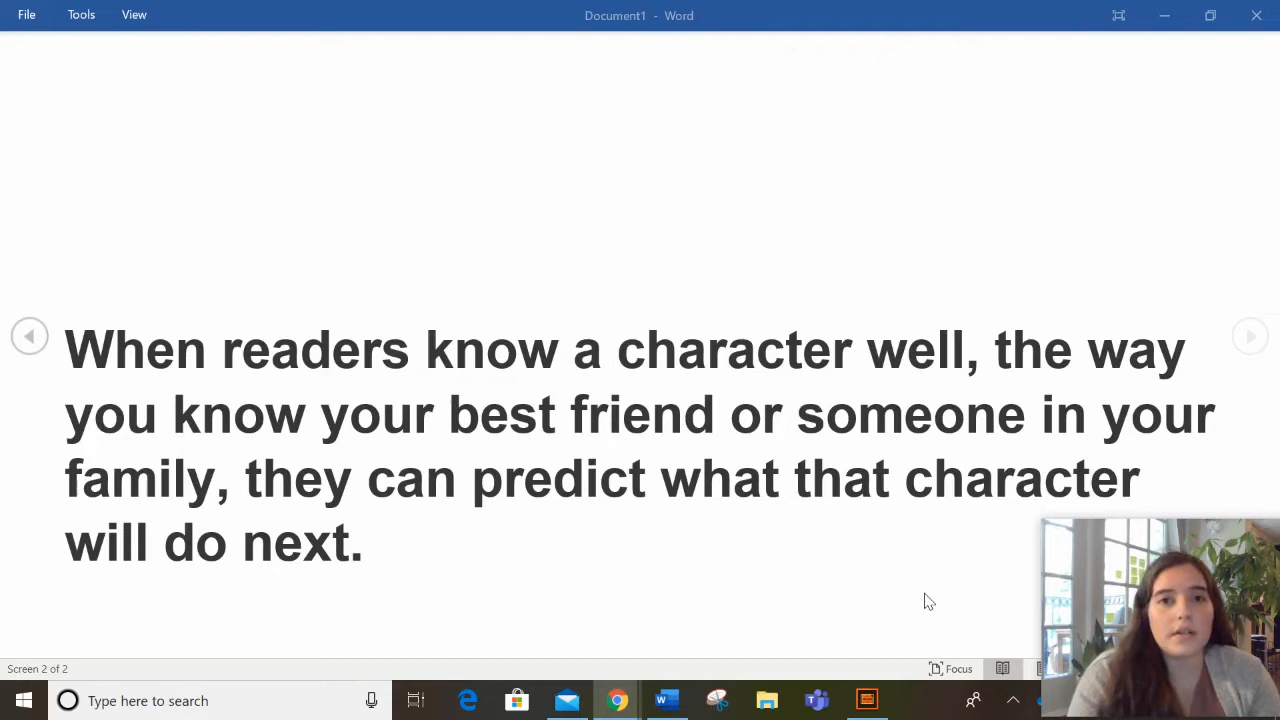 File Tools View Document1 - Word
When readers know a character well, the way
you know your best friend or someone in your
family, they can predict what that character
will do next.
Screen 2 of 2 Focus
Type here to search